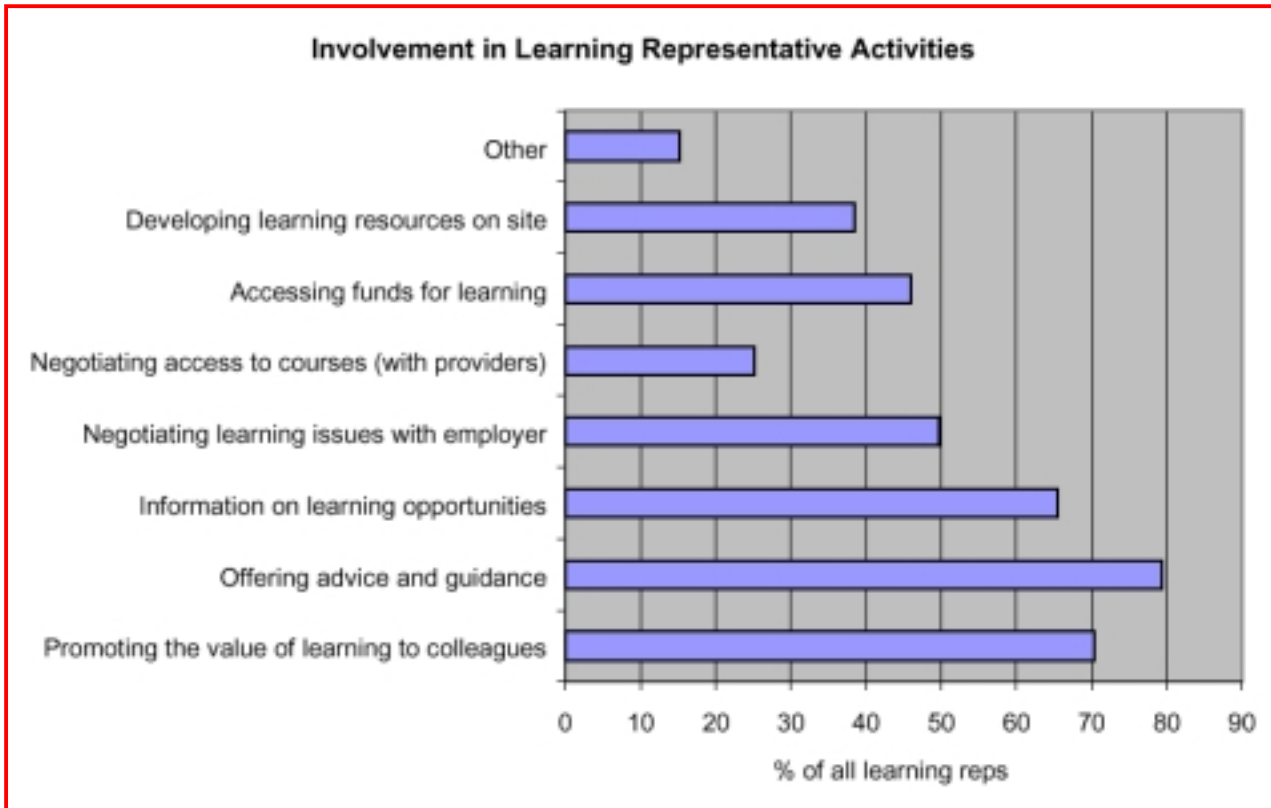 Involvement in Learning Representative Activities
Other
Developing learning resources on site
Accessing funds for learning
Negotiating access to courses (with providers)
Negotiating learning issues with employer
Information on learning opportunities
Offering advice and guidance
Promoting the value of learning to colleagues
0 10 20 30 40 50 60 70 80 90
% of all learning reps